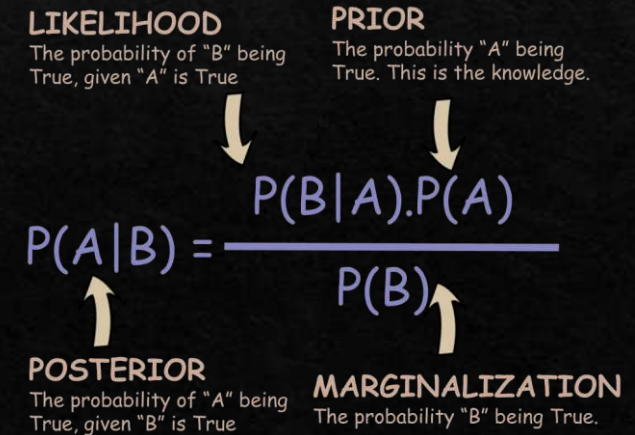 LIKELIHOOD
The probability of "B" being
True, given "A" is True
PRIOR
The probability "A" being
True. This is the knowledge.
P(B|A).P(A)
P(A|B) =
P(B)
POSTERIOR
The probability of "A" being
True, given "B" is True
MARGINALIZATION
The probability "B" being True.